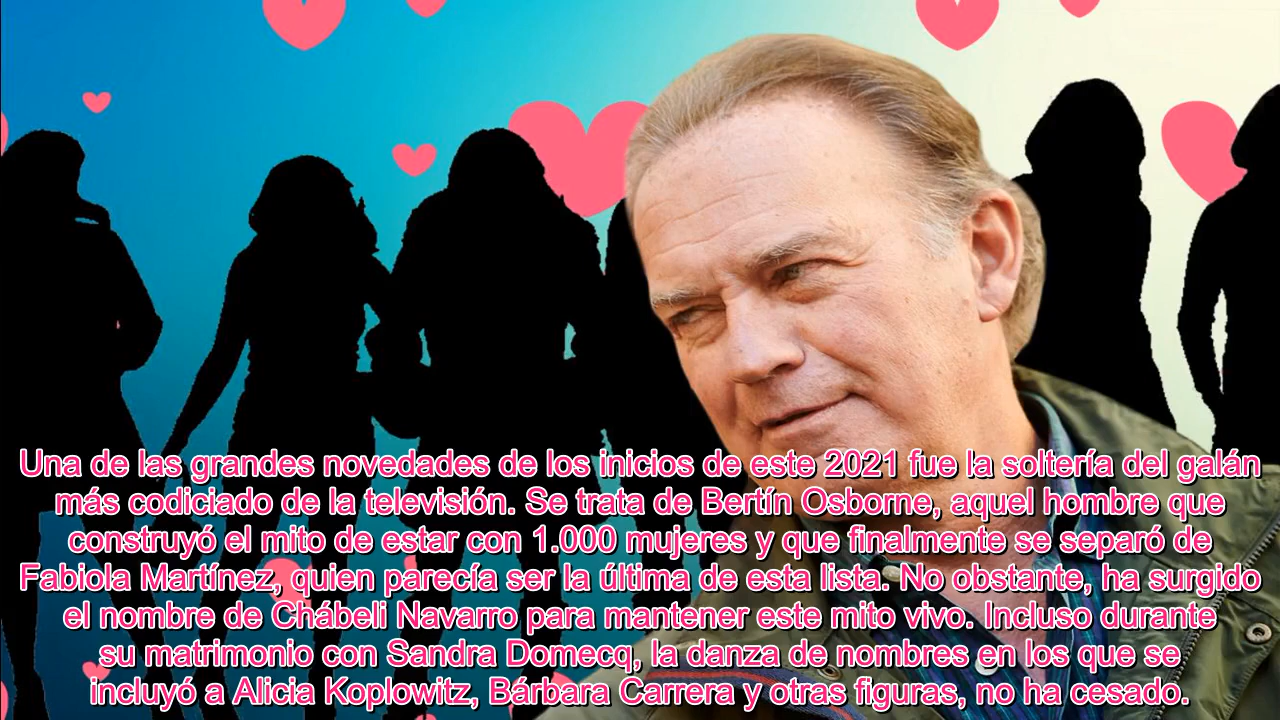 Una de las grandes novedades de los inicios de este 2021 fue la soltería del galán
más codiciado de la televisión. Se trata de Bertín Osborne, aquel hombre que
construyó el mito de estar con 1.000 mujeres y que finalmente se separó de
Fabiola Martínez, quien parecía ser la última de esta lista. No obstante, ha surgido
el nombre de Chábeli Navarro para mantener este mito vivo. Incluso durante
su matrimonio con Sandra Domecq, la danza de nombres en los que se
incluyó a Alicia Koplowitz, Bárbara Carrera y otras figuras, no ha cesado.